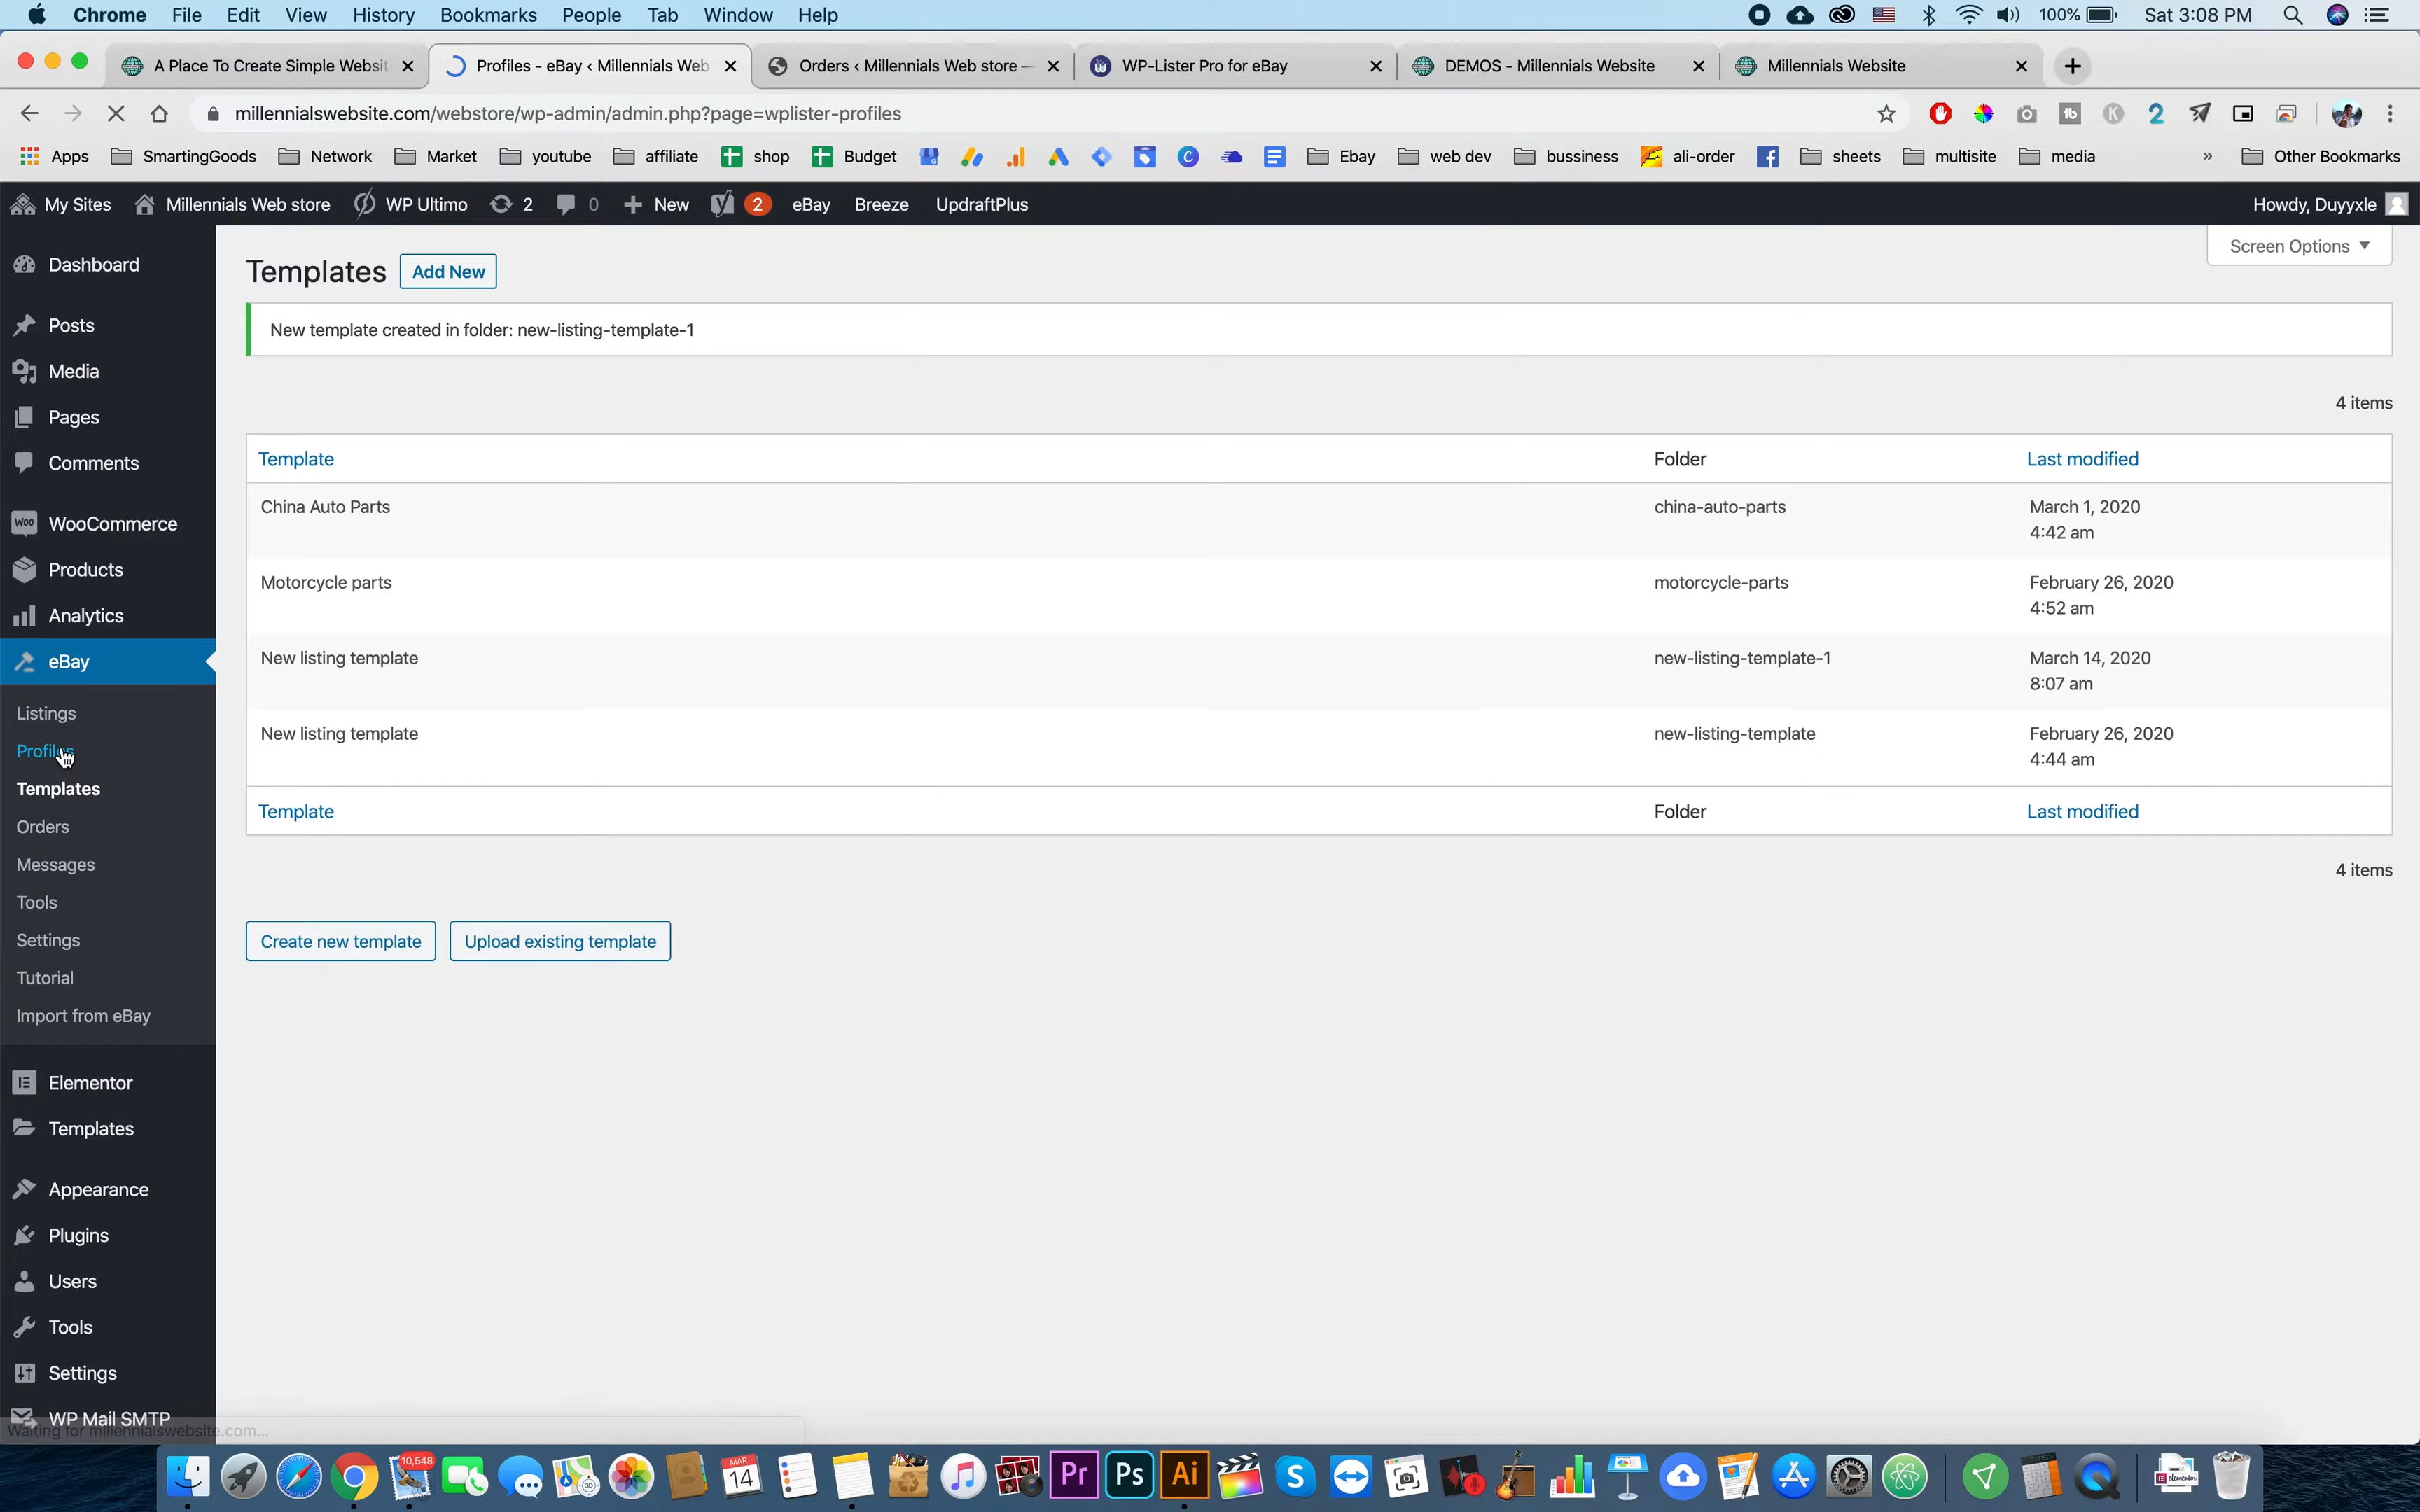 Chrome File Edit View History Bookmarks People Tab Window Help 100% Sat 3:08 PM
A Place To Create Simple Websit Profiles - eBay ‹ Millennials Web Orders ‹ Millennials Web store — WP-Lister Pro for eBay DEMOS - Millennials Website Millennials Website
millennialswebsite.com/webstore/wp-admin/admin.php?page=wplister-profiles
Apps SmartingGoods Network Market youtube affiliate shop Budget Ebay web dev bussiness ali-order sheets multisite media » Other Bookmarks
My Sites Millennials Web store WP Ultimo 2 0 New 2 eBay Breeze UpdraftPlus Howdy, Duyyxle
Screen Options
Dashboard
Posts
Media
Pages
Comments
WooCommerce
Products
Analytics
eBay
Listings
Profiles
Templates
Orders
Messages
Tools
Settings
Tutorial
Import from eBay
Elementor
Templates
Appearance
Plugins
Users
Tools
Settings
WP Mail SMTP
Waiting for millennialswebsite.com...
Templates Add New
New template created in folder: new-listing-template-1
4 items
Template Folder Last modified
China Auto Parts china-auto-parts March 1, 2020
4:42 am
Motorcycle parts motorcycle-parts February 26, 2020
4:52 am
New listing template new-listing-template-1 March 14, 2020
8:07 am
New listing template new-listing-template February 26, 2020
4:44 am
Template Folder Last modified
4 items
Create new template Upload existing template
10,548 MAR 14 Pr Ps Ai S